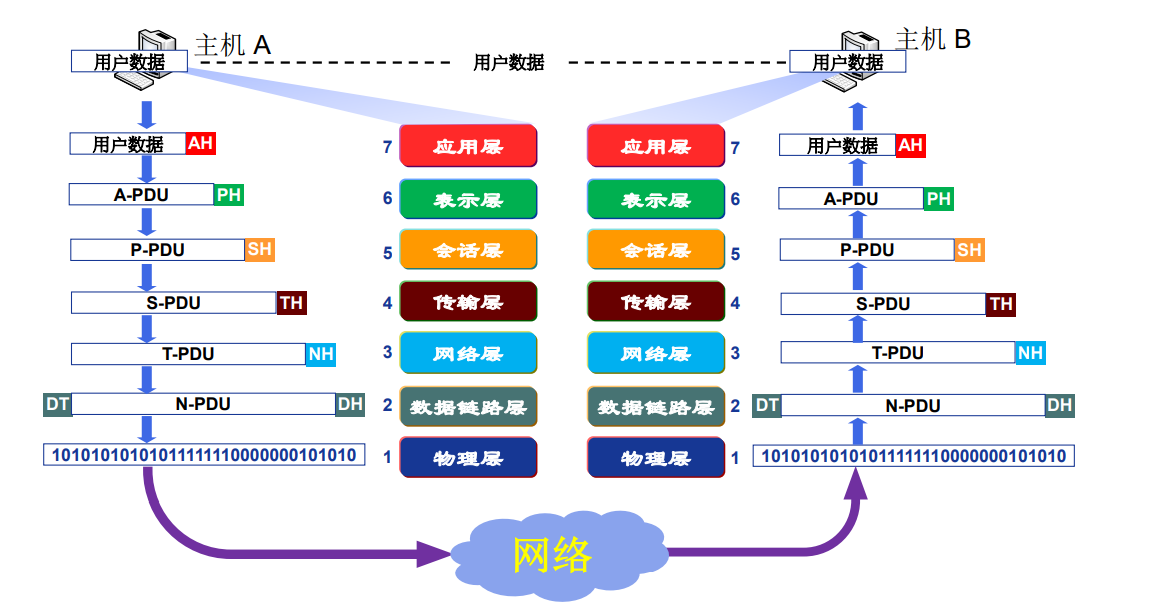 主机 A
主机 B
用户数据
用户数据
用户数据
用户数据 AH
7 应用层
应用层 7
用户数据 AH
A-PDU PH
6 表示层
表示层 6
A-PDU PH
P-PDU SH
5 会话层
会话层 5
P-PDU SH
S-PDU TH
4 传输层
传输层 4
S-PDU TH
T-PDU NH
3 网络层
网络层 3
T-PDU NH
DT N-PDU DH
2 数据链路层
数据链路层 2
DT N-PDU DH
101010101010111111100000000101010
1 物理层
物理层 1
101010101010111111110000000101010
网络